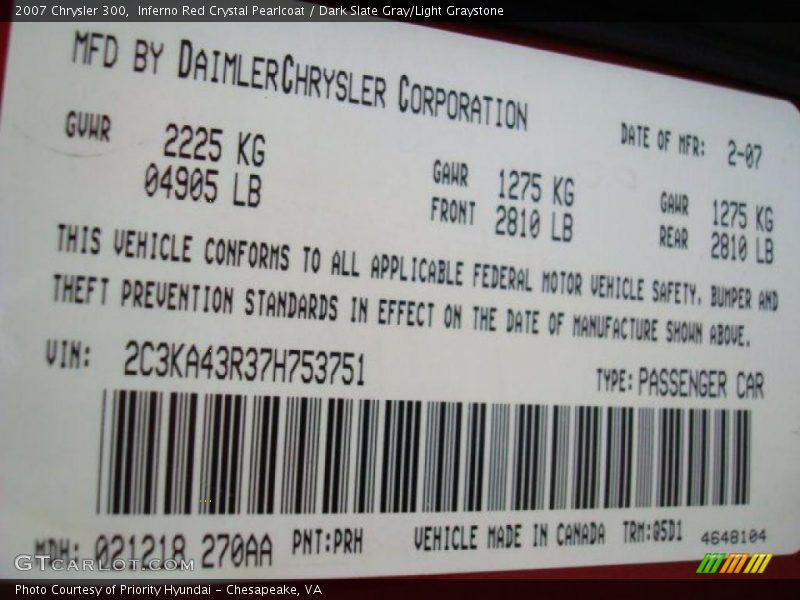 2007 Chrysler 300, Inferno Red Crystal Pearlcoat / Dark Slate Gray/Light Graystone
MFD BY DAIMLERCHRYSLER CORPORATION
DATE OF MFR: 2-07
GVWR 2225 KG
04905 LB
GAWR 1275 KG
FRONT 2810 LB
GAWR 1275 KG
REAR 2810 LB
THIS VEHICLE CONFORMS TO ALL APPLICABLE FEDERAL MOTOR VEHICLE SAFETY, BUMPER AND
THEFT PREVENTION STANDARDS IN EFFECT ON THE DATE OF MANUFACTURE SHOWN ABOVE.
VIN: 2C3KA43R37H753751
TYPE: PASSENGER CAR
MDH: 021218 270AA PNT:PRH VEHICLE MADE IN CANADA TRM:Q5D1 4648104
GTCARLOT.COM
Photo Courtesy of Priority Hyundai - Chesapeake, VA